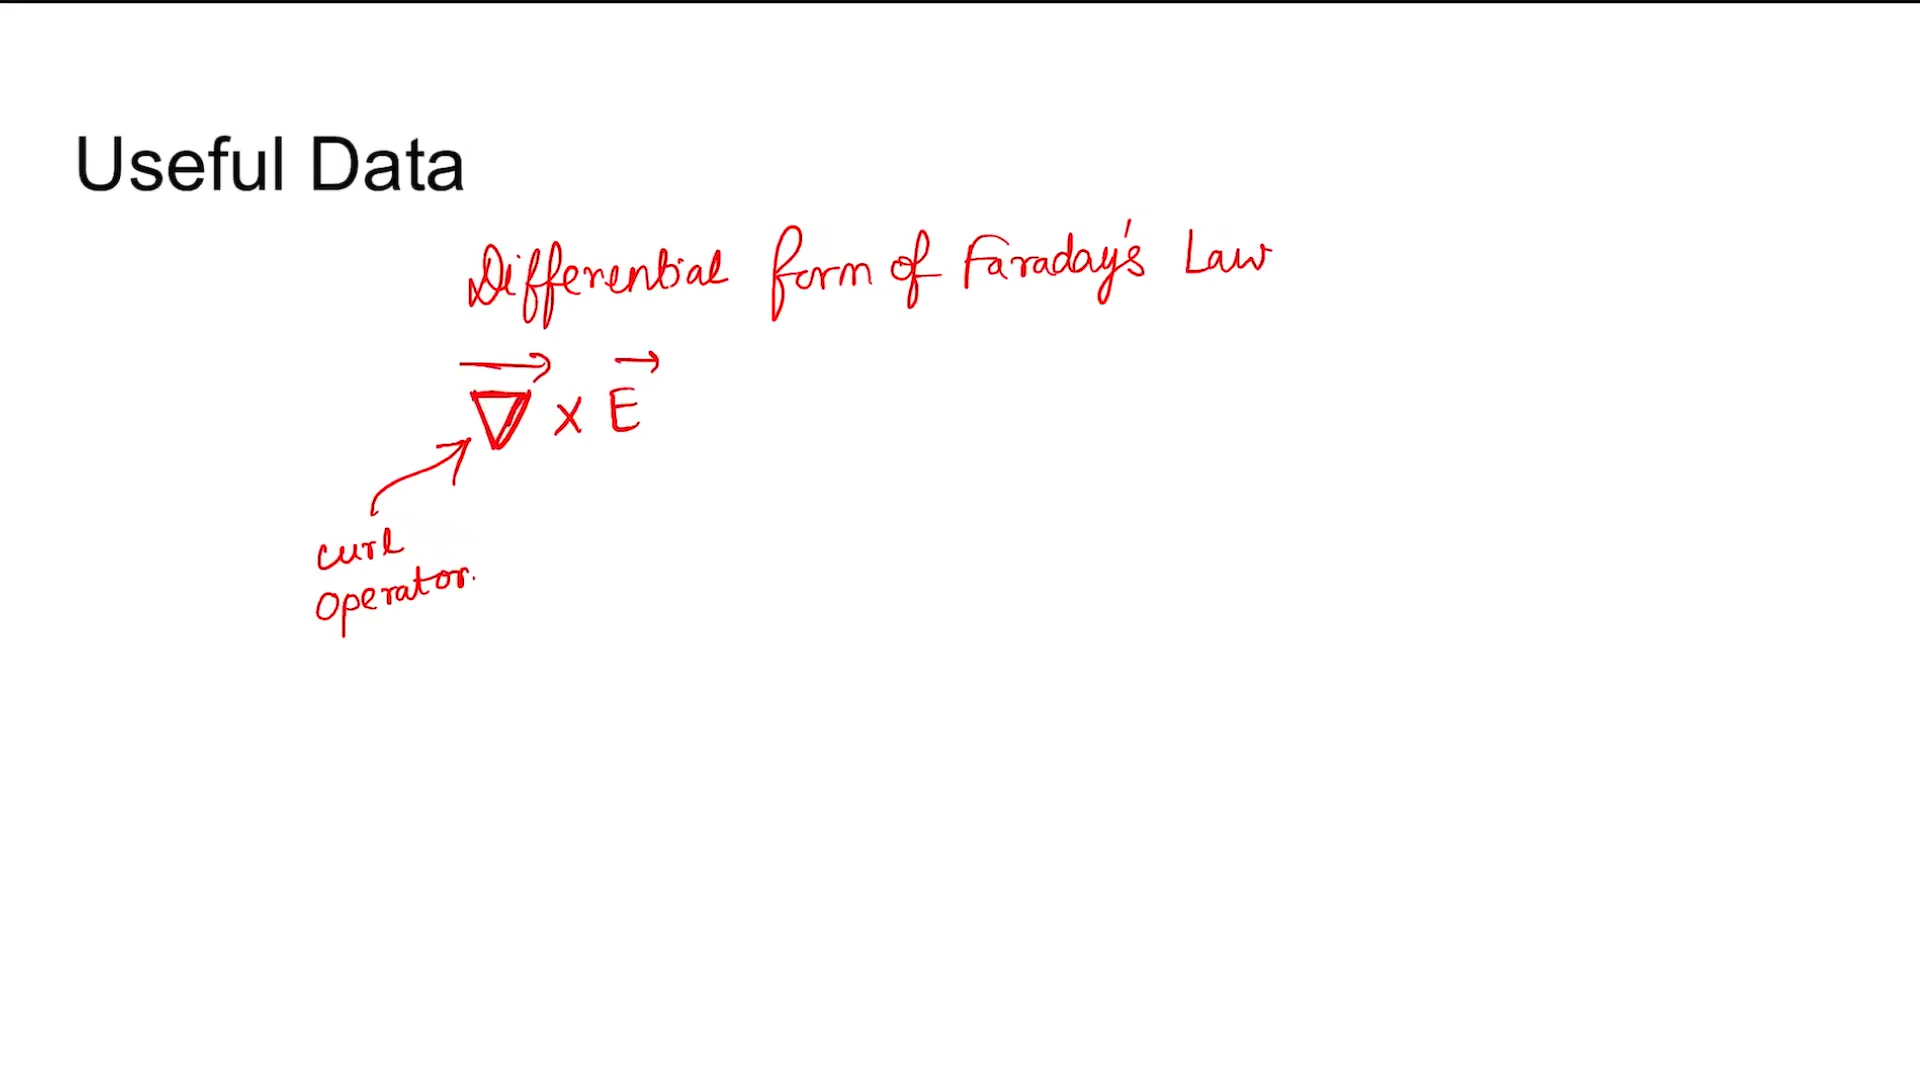 Useful Data
Differential form of Faraday's Law
∇⃗ × E⃗
curl
operator.